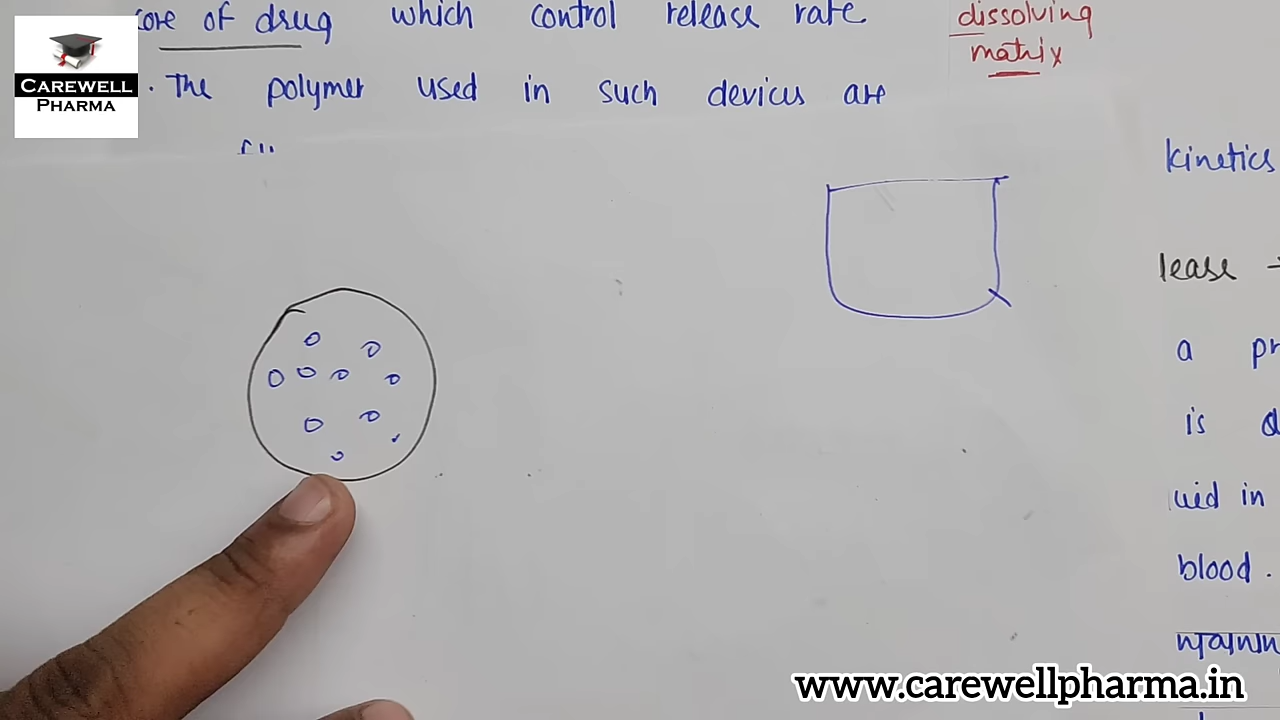 core of drug which control release rate
dissolving
matrix
CAREWELL
PHARMA
. The polymer used in such devices are
kinetics
lease →
a pr
is
uid in
blood.
www.carewellpharma.in